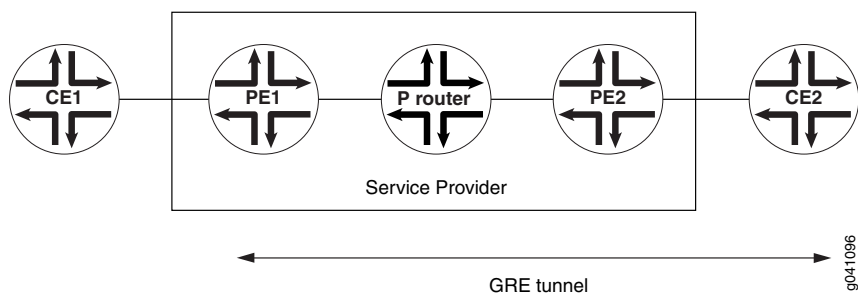 CE1 PE1 P router PE2 CE2
Service Provider
GRE tunnel
g041096